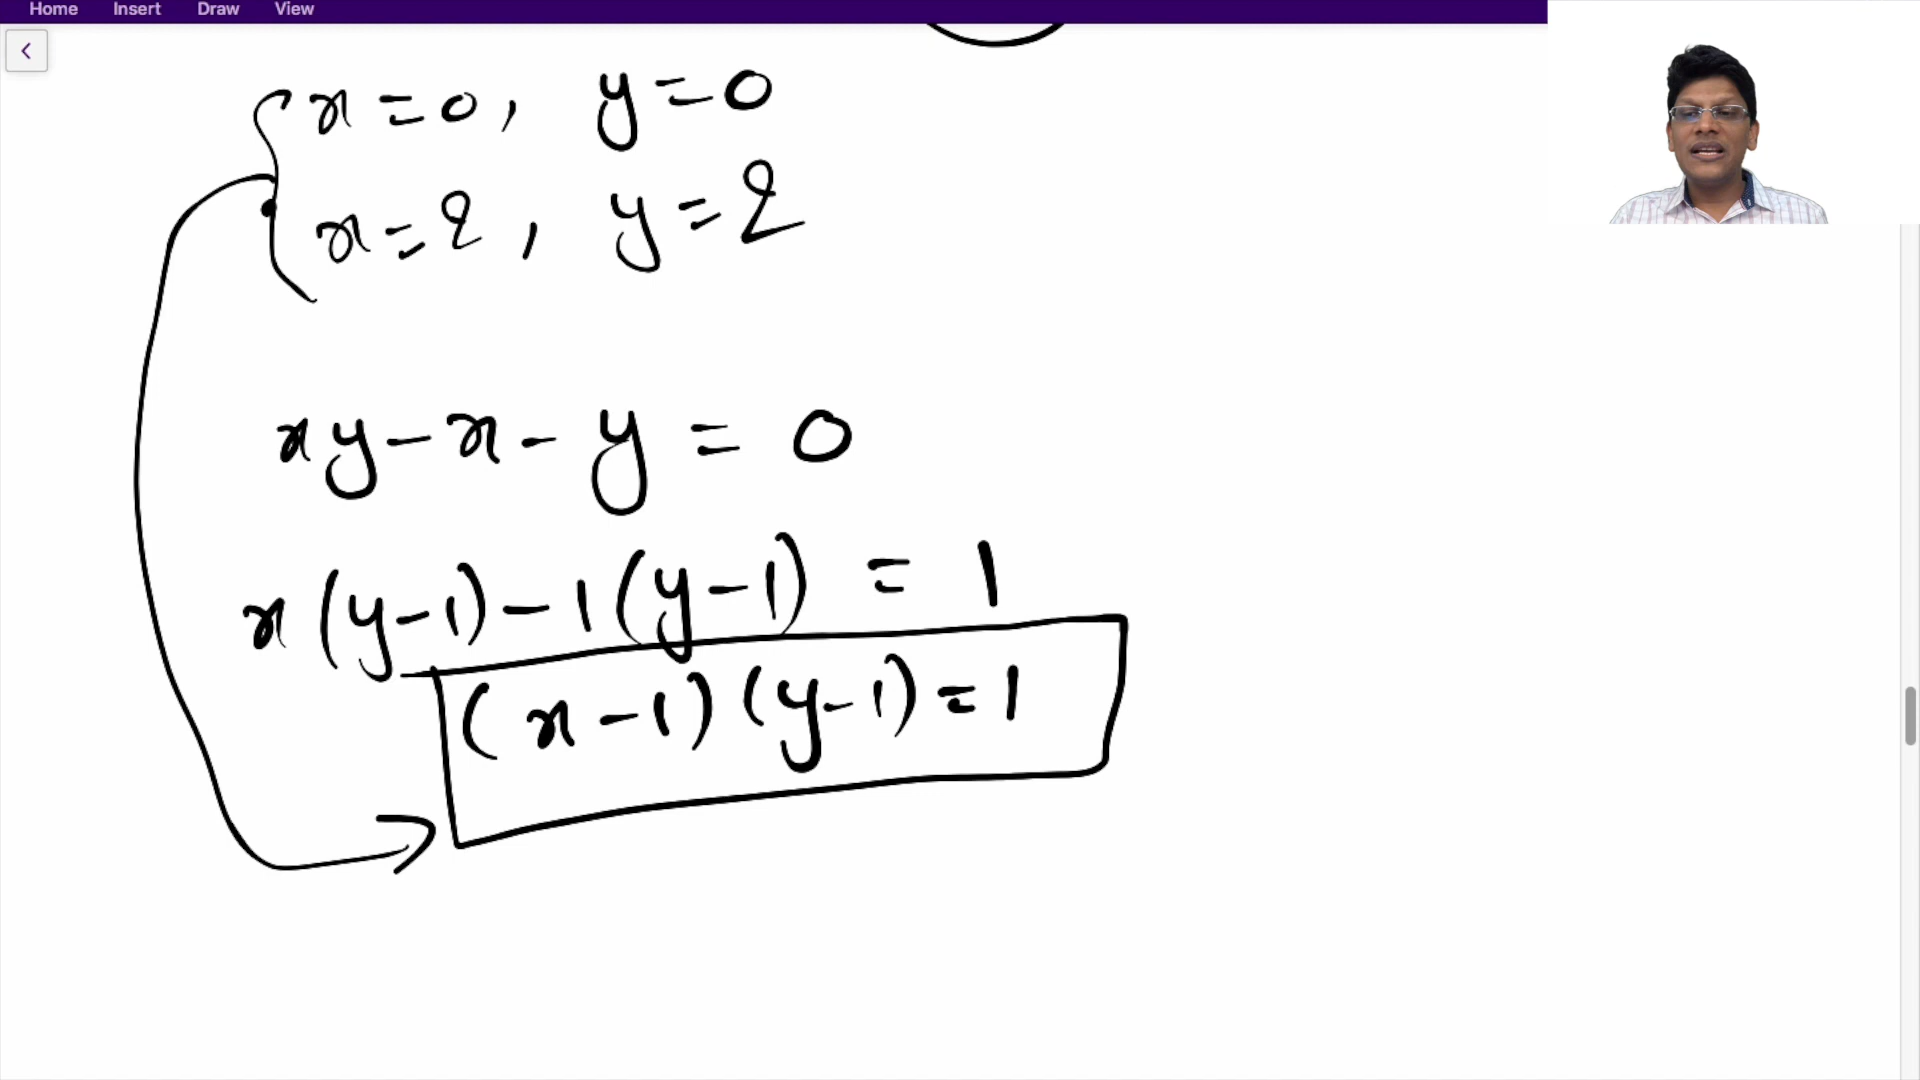 Home Insert Draw View
x = 0, y = 0
x = 2, y = 2
xy - x - y = 0
x(y-1) - 1(y-1) = 1
(x-1)(y-1) = 1